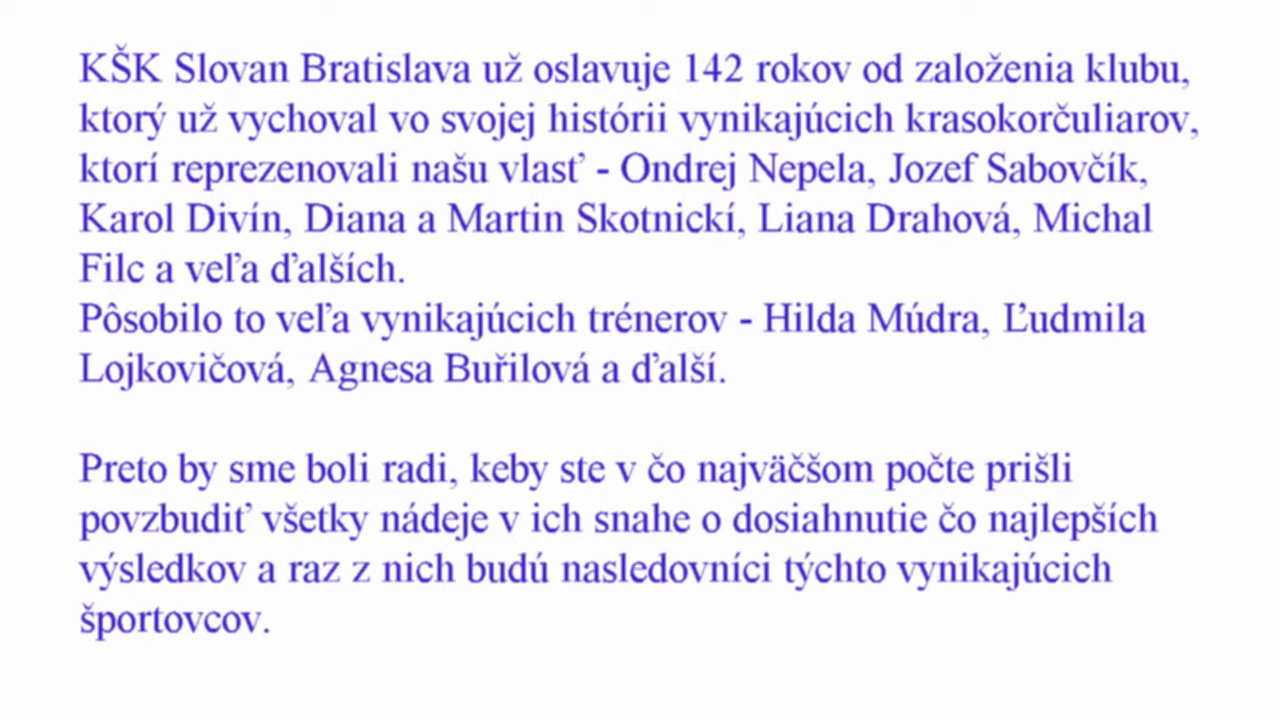 KŠK Slovan Bratislava už oslavuje 142 rokov od založenia klubu,
ktorý už vychoval vo svojej histórii vynikajúcich krasokorčuliarov,
ktorí reprezenovali našu vlasť - Ondrej Nepela, Jozef Sabovčík,
Karol Divín, Diana a Martin Skotnickí, Liana Drahová, Michal
Filc a veľa ďalších.
Pôsobilo to veľa vynikajúcich trénerov - Hilda Múdra, Ľudmila
Lojkovičová, Agnesa Buřilová a ďalší.
Preto by sme boli radi, keby ste v čo najväčšom počte prišli
povzbudiť všetky nádeje v ich snahe o dosiahnutie čo najlepších
výsledkov a raz z nich budú nasledovníci týchto vynikajúcich
športovcov.